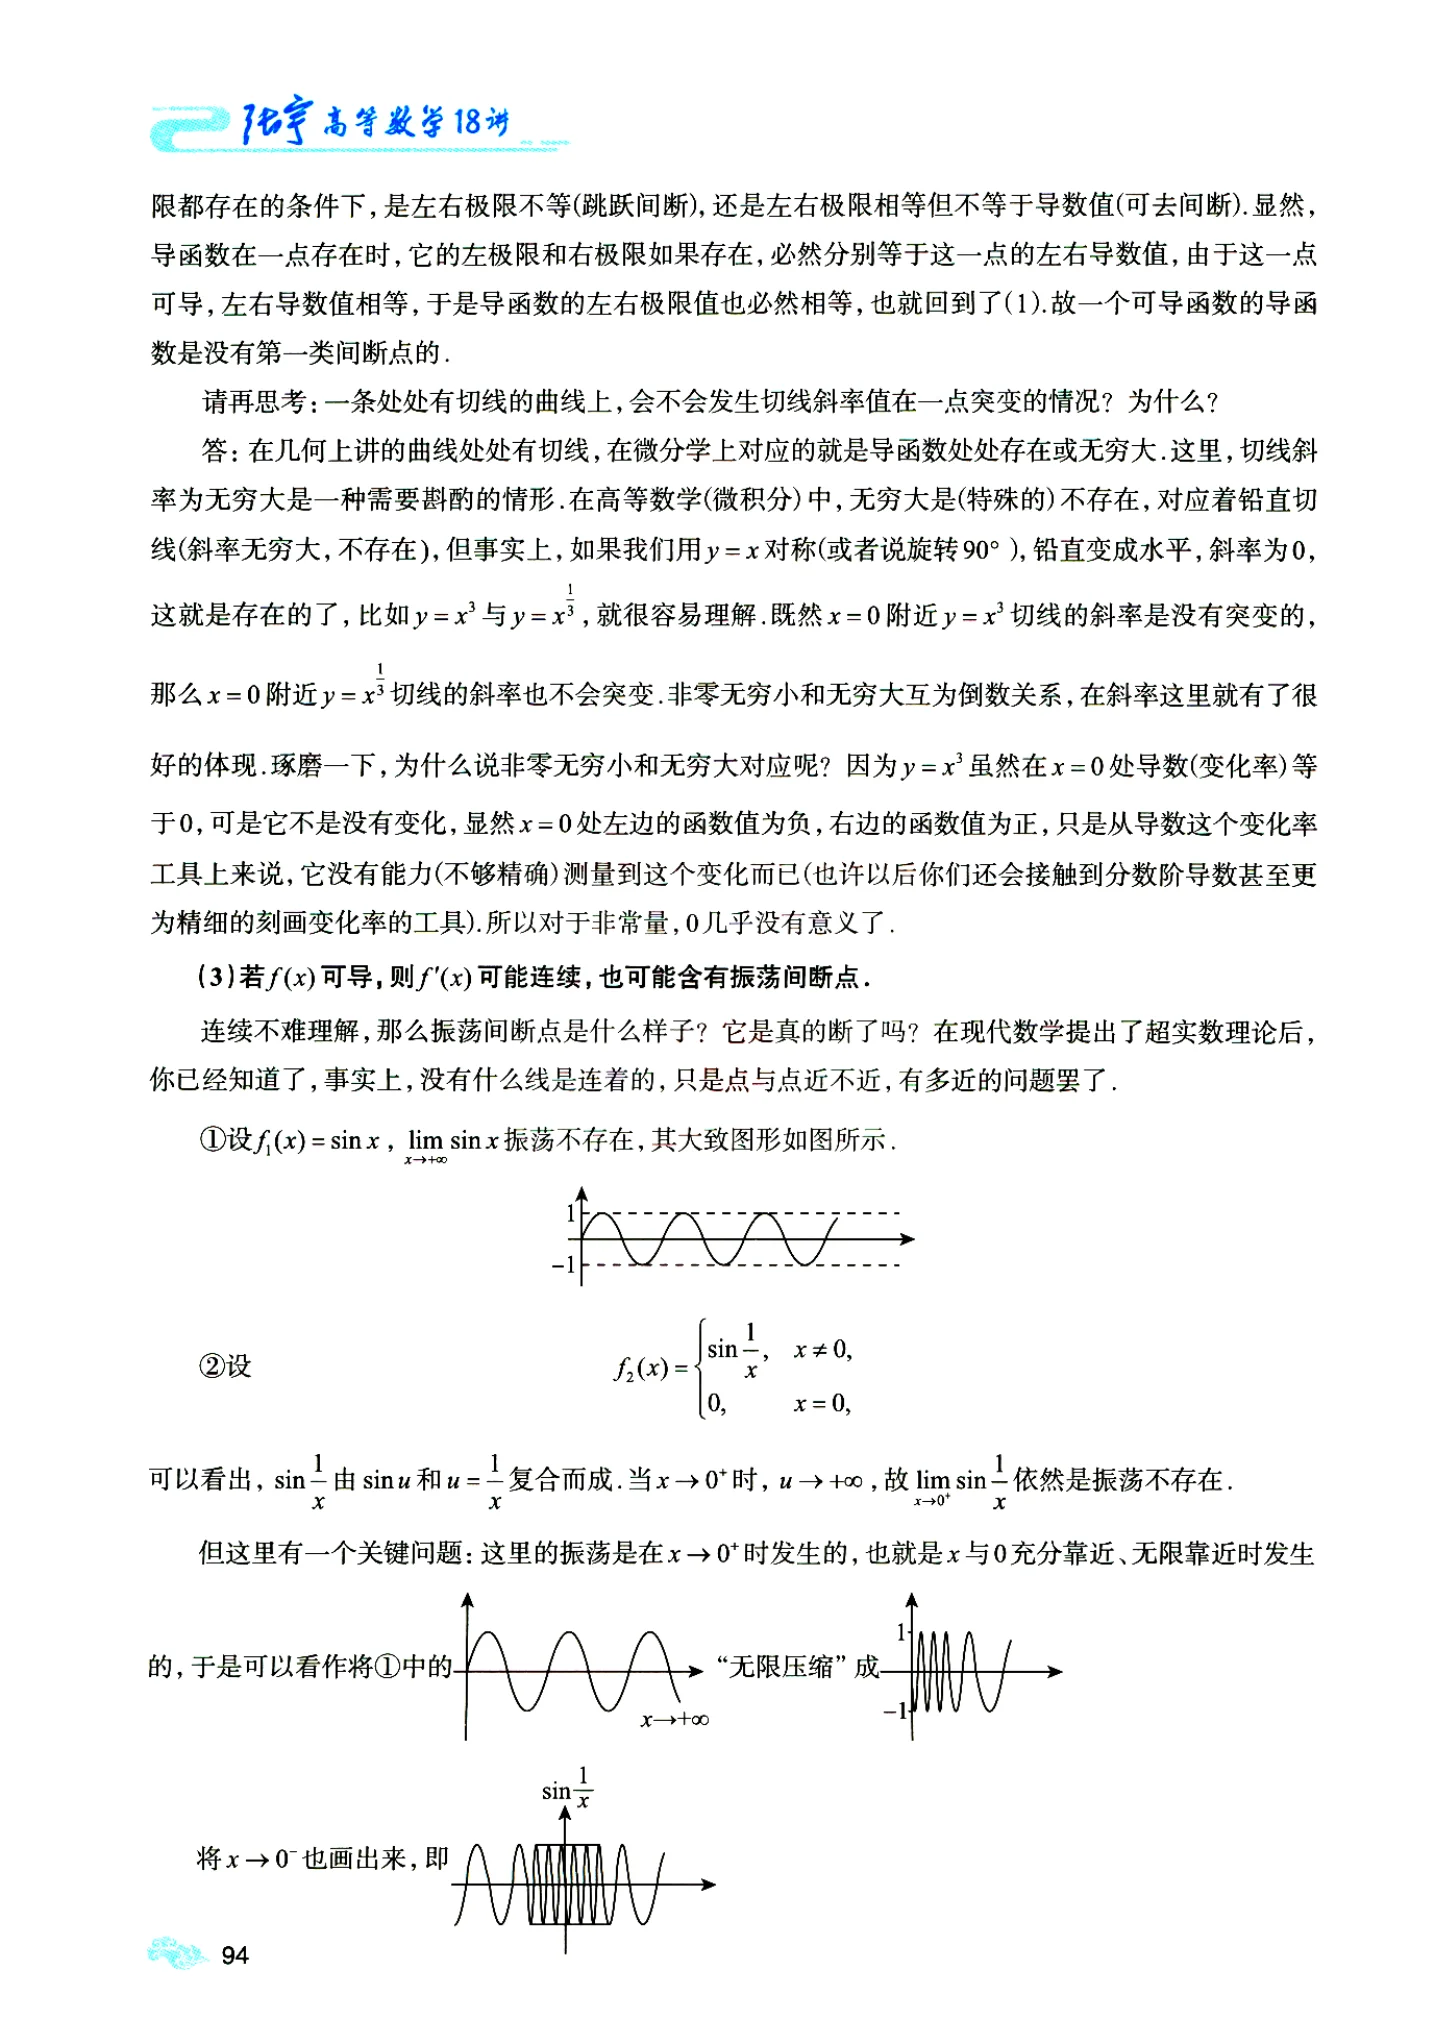 张宇高等数学18讲
限都存在的条件下,是左右极限不等(跳跃间断),还是左右极限相等但不等于导数值(可去间断).显然,
导函数在一点存在时,它的左极限和右极限如果存在,必然分别等于这一点的左右导数值,由于这一点
可导,左右导数值相等,于是导函数的左右极限值也必然相等,也就回到了(1).故一个可导函数的导函
数是没有第一类间断点的.
请再思考:一条处处有切线的曲线上,会不会发生切线斜率值在一点突变的情况?为什么?
答:在几何上讲的曲线处处有切线,在微分学上对应的就是导函数处处存在或无穷大.这里,切线斜
率为无穷大是一种需要斟酌的情形.在高等数学(微积分)中,无穷大是(特殊的)不存在,对应着铅直切
线(斜率无穷大,不存在),但事实上,如果我们用y=x对称(或者说旋转90°),铅直变成水平,斜率为0,
这就是存在的了,比如y=x³与y=x^{1/3},就很容易理解.既然x=0附近y=x³切线的斜率是没有突变的,
那么x=0附近y=x^{1/3}切线的斜率也不会突变.非零无穷小和无穷大互为倒数关系,在斜率这里就有了很
好的体现.琢磨一下,为什么说非零无穷小和无穷大对应呢?因为y=x³虽然在x=0处导数(变化率)等
于0,可是它不是没有变化,显然x=0处左边的函数值为负,右边的函数值为正,只是从导数这个变化率
工具上来说,它没有能力(不够精确)测量到这个变化而已(也许以后你们还会接触到分数阶导数甚至更
为精细的刻画变化率的工具).所以对于非常量,0几乎没有意义了.
(3)若f(x)可导,则f′(x)可能连续,也可能含有振荡间断点.
连续不难理解,那么振荡间断点是什么样子?它是真的断了吗?在现代数学提出了超实数理论后,
你已经知道了,事实上,没有什么线是连着的,只是点与点近不近,有多近的问题罢了.
①设f₁(x)=sin x, lim_{x→+∞} sin x振荡不存在,其大致图形如图所示.
1
-1
②设 f₂(x)={sin 1/x, x≠0,
0, x=0,
可以看出, sin 1/x 由 sin u 和 u=1/x 复合而成.当x→0⁺时, u→+∞,故 lim_{x→0⁺} sin 1/x 依然是振荡不存在.
但这里有一个关键问题:这里的振荡是在x→0⁺时发生的,也就是x与0充分靠近、无限靠近时发生
的,于是可以看作将①中的 x→+∞ “无限压缩”成 1 -1
sin 1/x
将x→0⁻也画出来,即
94